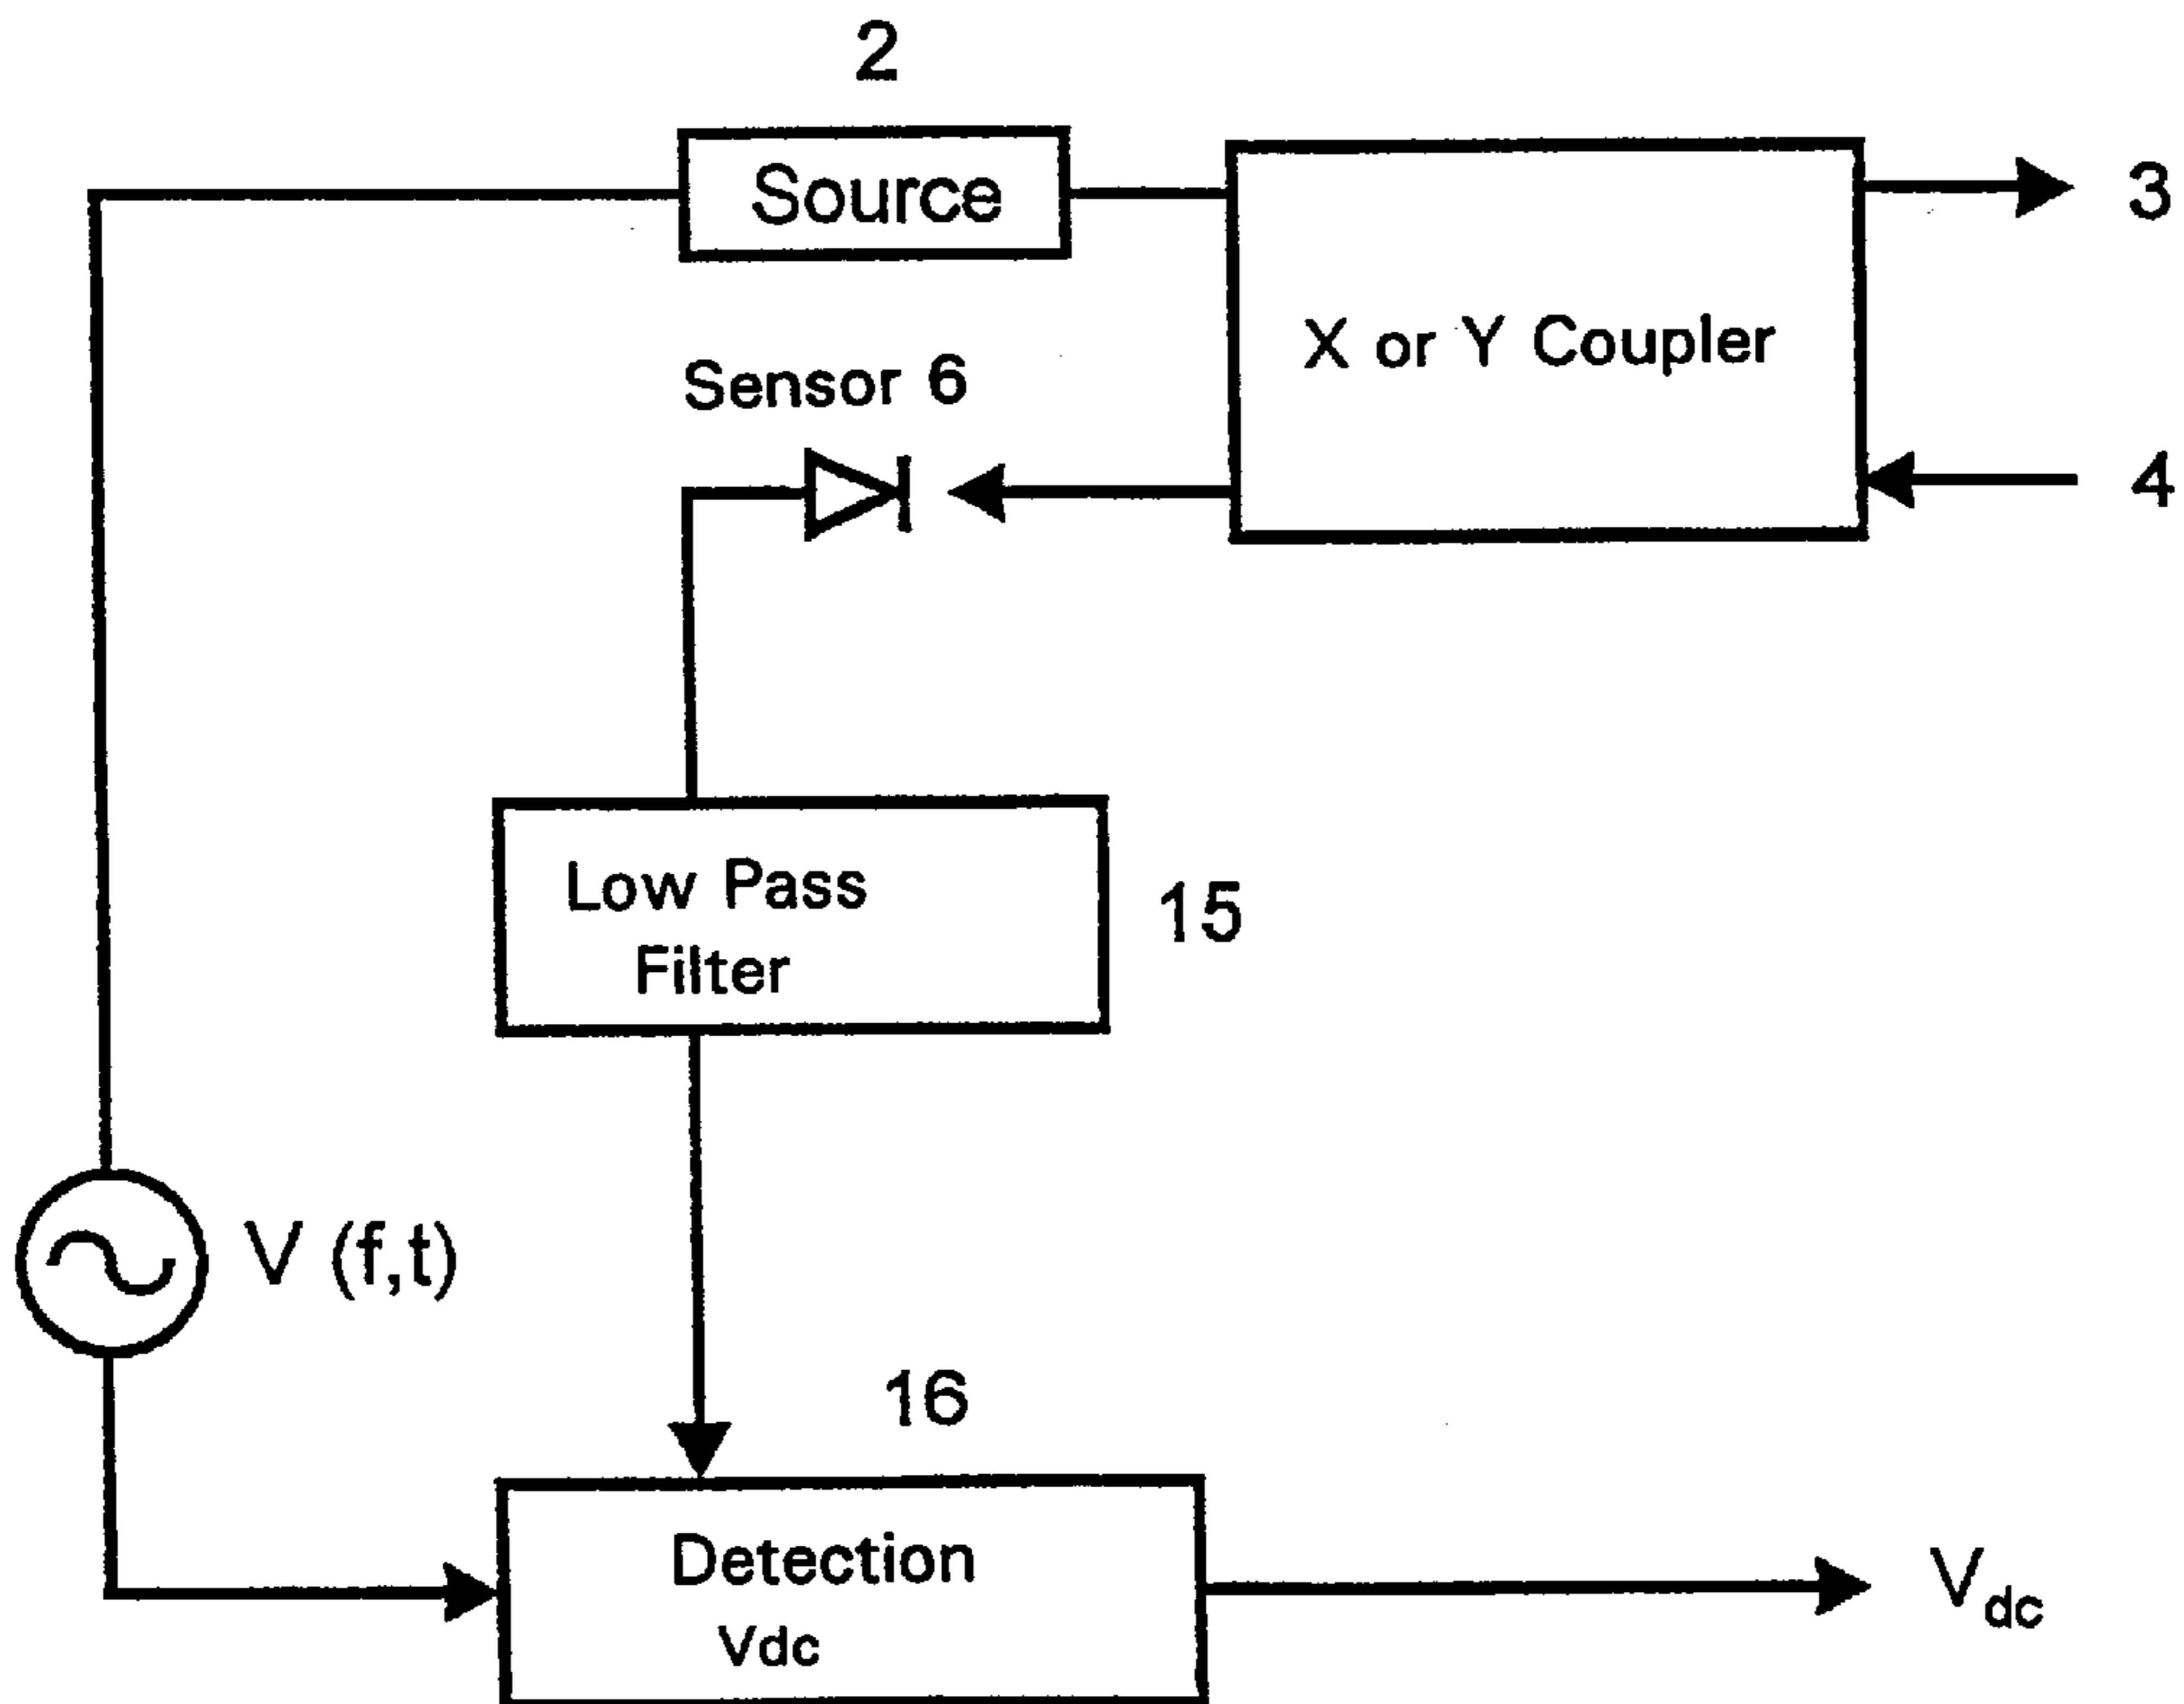 2
Source
3
X or Y Coupler
Sensor 6
4
Low Pass
Filter
15
V (f,t)
16
Detection
Vdc
Vdc